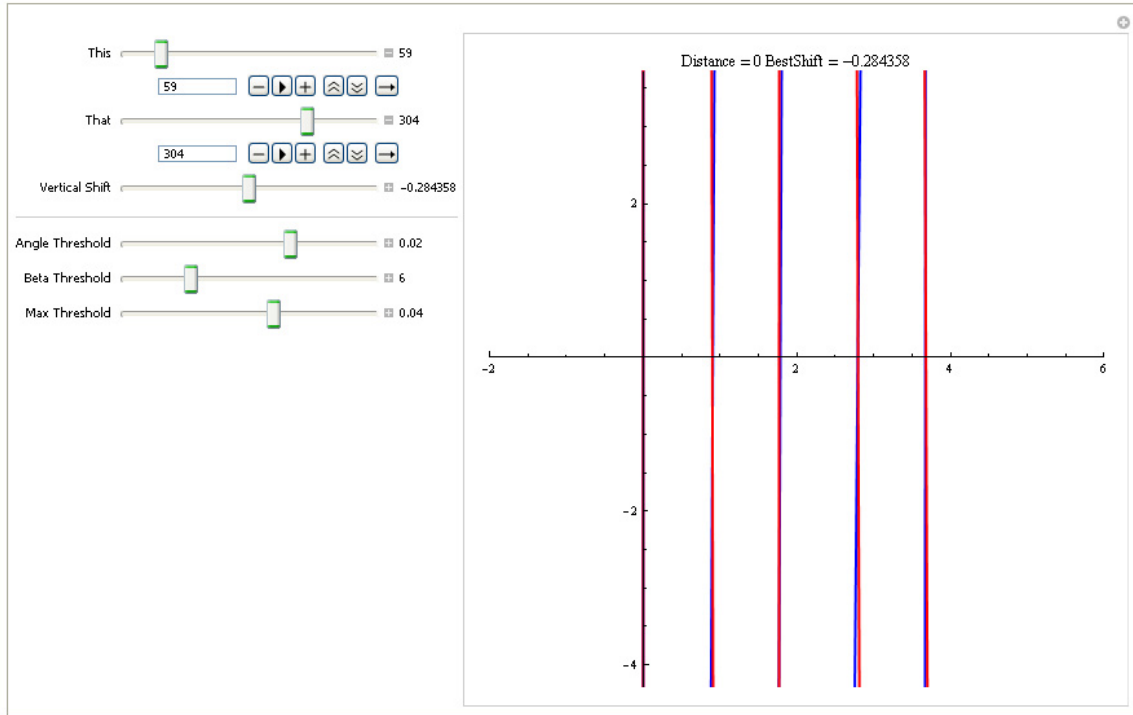 This 59
59
That 304
304
Vertical Shift -0.284358
Angle Threshold 0.02
Beta Threshold 6
Max Threshold 0.04
Distance = 0 BestShift = -0.284358
2
-2 2 4 6
-2
-4